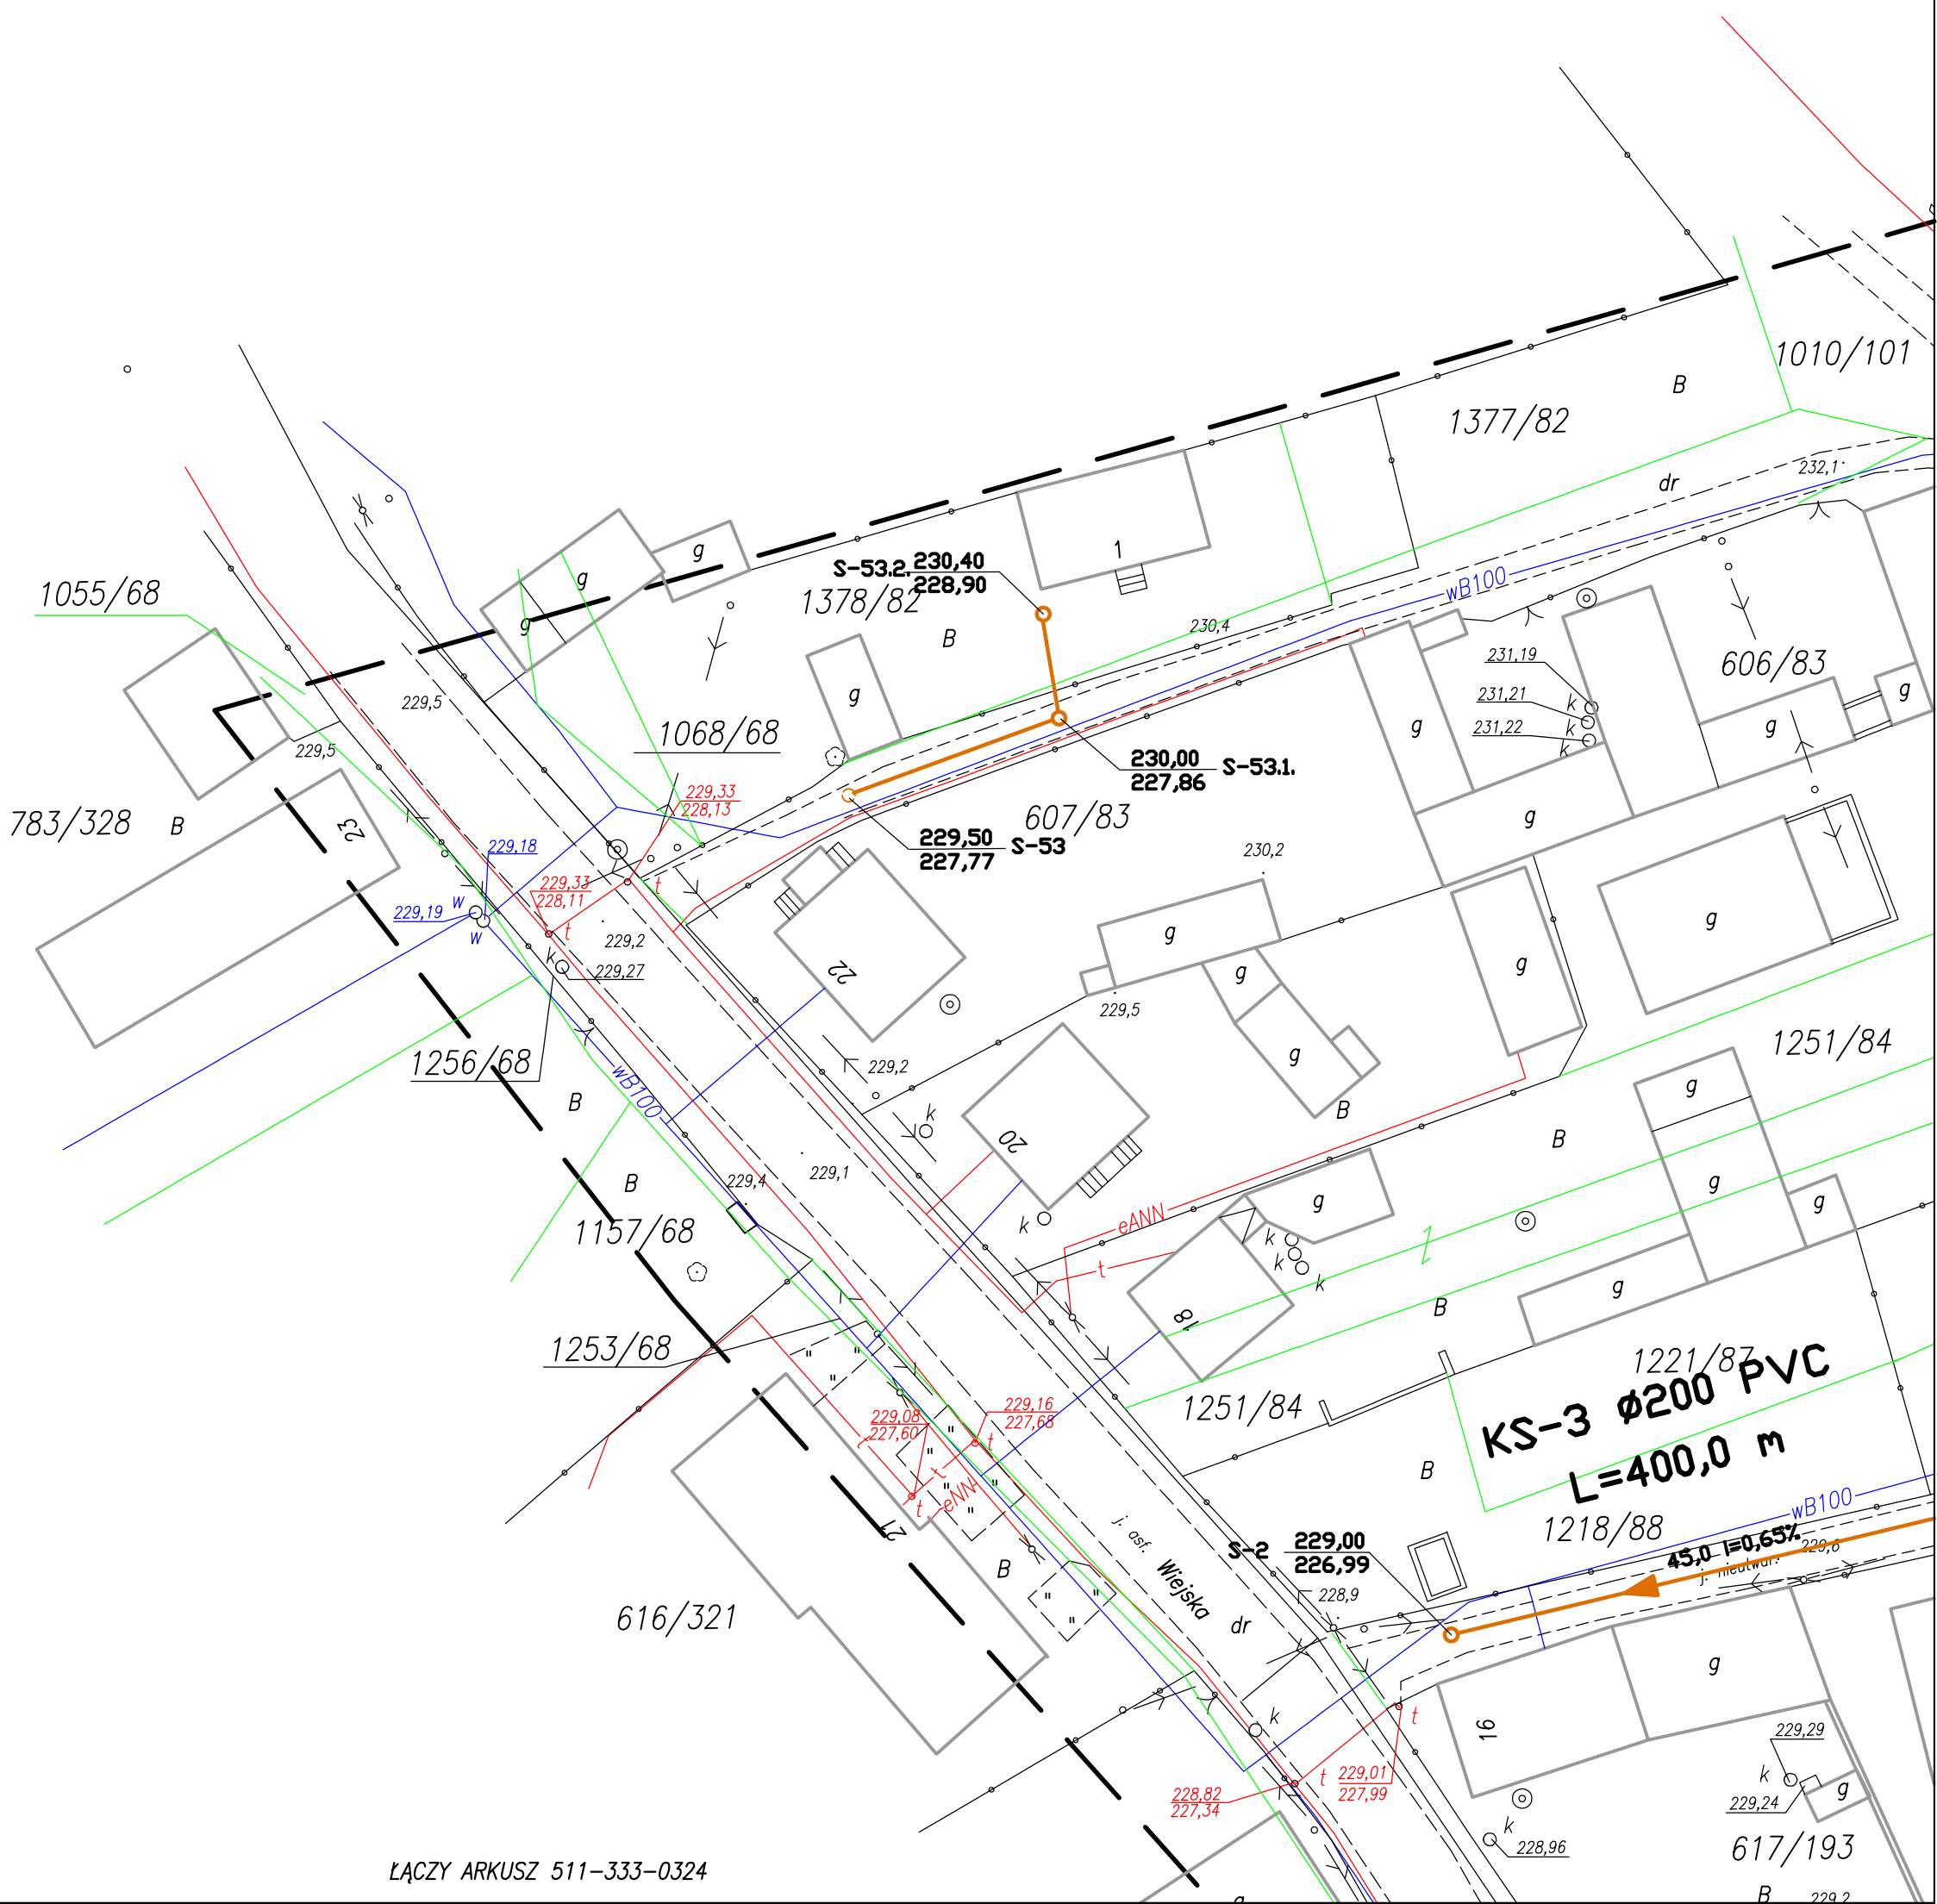 1010/101
B
1377/82
232,1
dr
g
1
S-53.2.
230,40
228,90
wB100
g
g
1378/82
B
230,4
1055/68
g
231,19
606/83
g
231,21
k
229,5
g
g
g
231,22
k
k
1068/68
229,5
230,00
227,86
S-53.1.
229,33
228,13
607/83
g
783/328
B
23
229,50
227,77
S-53
229,18
230,2
229,33
228,11
t
w
229,19
g
g
t
229,2
w
k
229,27
g
g
22
229,5
1251/84
1256/68
229,2
g
g
wB100
B
k
B
20
B
229,1
B
229,4
g
g
g
eANN
k
1157/68
k
k
t
k
B
g
18
1253/68
1221/87
KS-3 Ø200 PVC
"
"
"
1251/84
229,16
227,68
229,08
227,60
"
t
t
"
L=400,0 m
B
t
"
"
"
eNN
t
wB100
j. asf.
21
1218/88
S-2
229,00
226,99
45,0 i=0,65%
229,6
j. nieutwar.
B
Wiejska
"
"
228,9
616/321
dr
g
k
t
16
229,29
t
229,01
227,99
k
g
228,82
227,34
229,24
k
228,96
617/193
ŁĄCZY ARKUSZ 511-333-0324
B
229,2
g